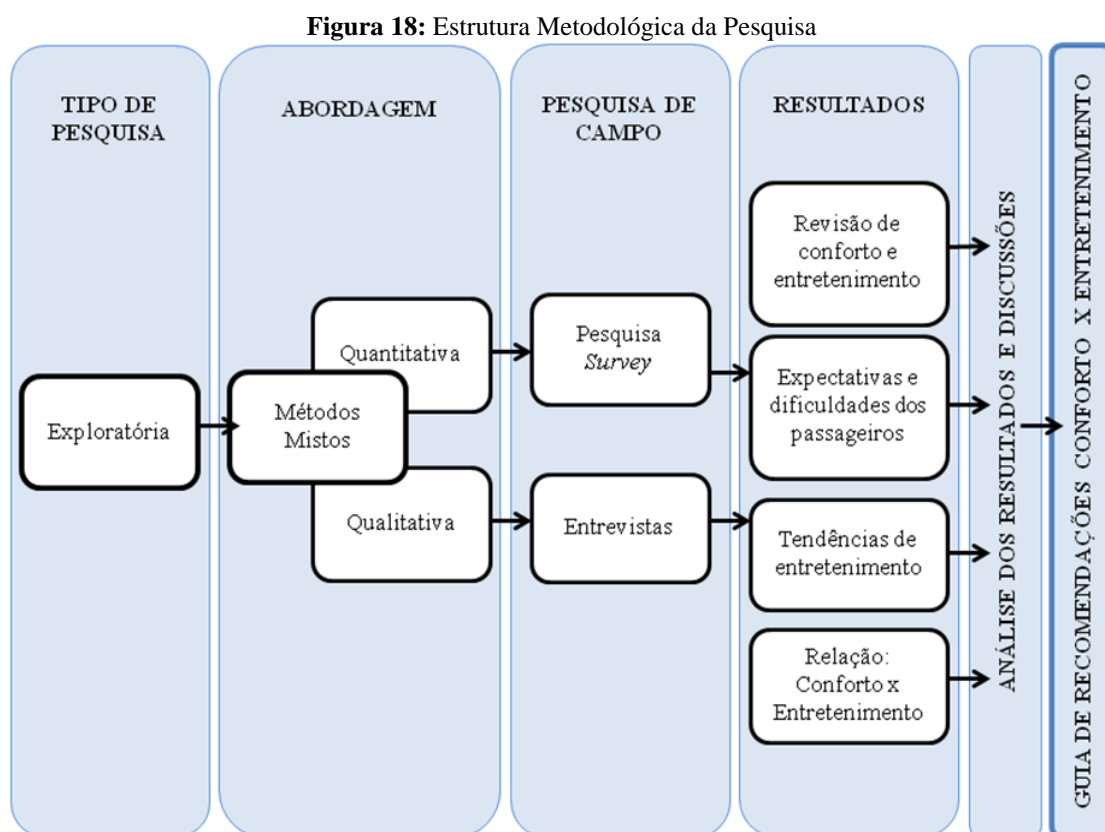 Figura 18: Estrutura Metodológica da Pesquisa
TIPO DE
PESQUISA
Exploratória
ABORDAGEM
Quantitativa
Métodos
Mistos
Qualitativa
PESQUISA DE
CAMPO
Pesquisa
Survey
Entrevistas
RESULTADOS
Revisão de
conforto e
entretenimento
Expectativas e
dificuldades dos
passageiros
Tendências de
entretenimento
Relação:
Conforto x
Entretenimento
ANÁLISE DOS RESULTADOS E DISCUSSÕES
GUIA DE RECOMENDAÇÕES CONFORTO X ENTRETENIMENTO